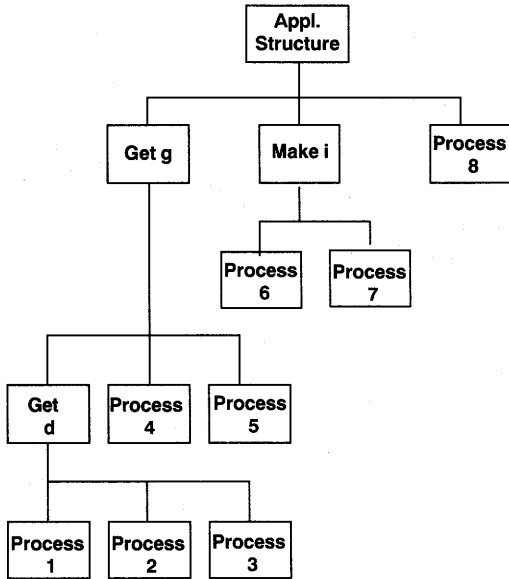 Appl.
Structure
Get g
Make i
Process
8
Process
6
Process
7
Get
d
Process
4
Process
5
Process
1
Process
2
Process
3